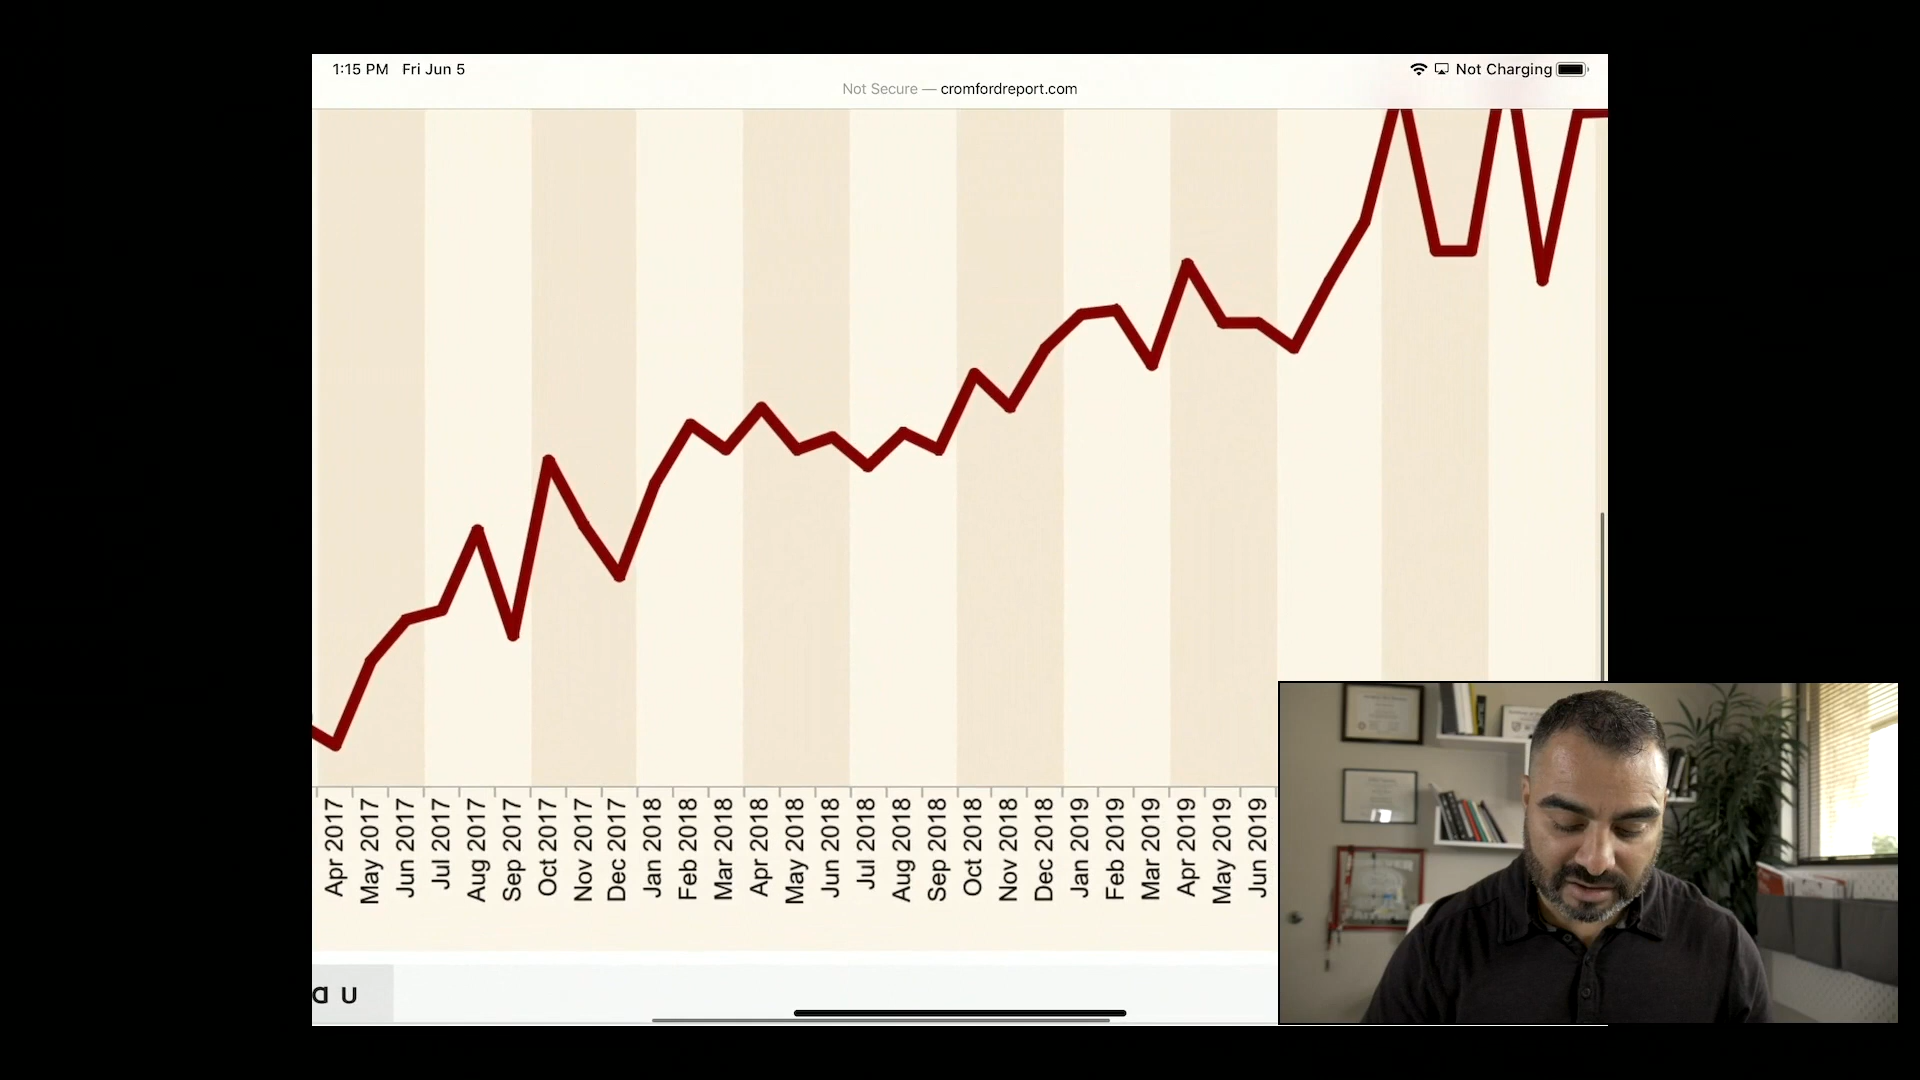 1:15 PM Fri Jun 5
Not Charging
Not Secure — cromfordreport.com
Apr 2017
May 2017
Jun 2017
Jul 2017
Aug 2017
Sep 2017
Oct 2017
Nov 2017
Dec 2017
Jan 2018
Feb 2018
Mar 2018
Apr 2018
May 2018
Jun 2018
Jul 2018
Aug 2018
Sep 2018
Oct 2018
Nov 2018
Dec 2018
Jan 2019
Feb 2019
Mar 2019
Apr 2019
May 2019
Jun 2019
a u